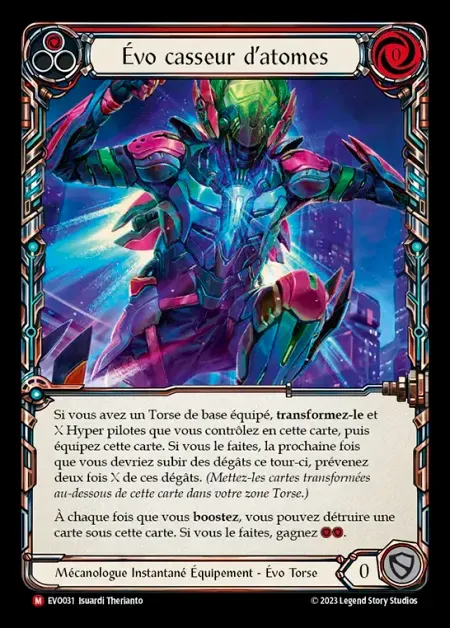 Évo casseur d'atomes
0
Si vous avez un Torse de base équipé, transformez-le et
X Hyper pilotes que vous contrôlez en cette carte, puis
équipez cette carte. Si vous le faites, la prochaine fois
que vous devriez subir des dégâts ce tour-ci, prévenez
deux fois X de ces dégâts. (Mettez-les cartes transformées
au-dessous de cette carte dans votre zone Torse.)
À chaque fois que vous boostez, vous pouvez détruire une
carte sous cette carte. Si vous le faites, gagnez
Mécanologue Instantané Équipement - Évo Torse
0
M EVO031 Isuardi Therianto
© 2023 Legend Story Studios